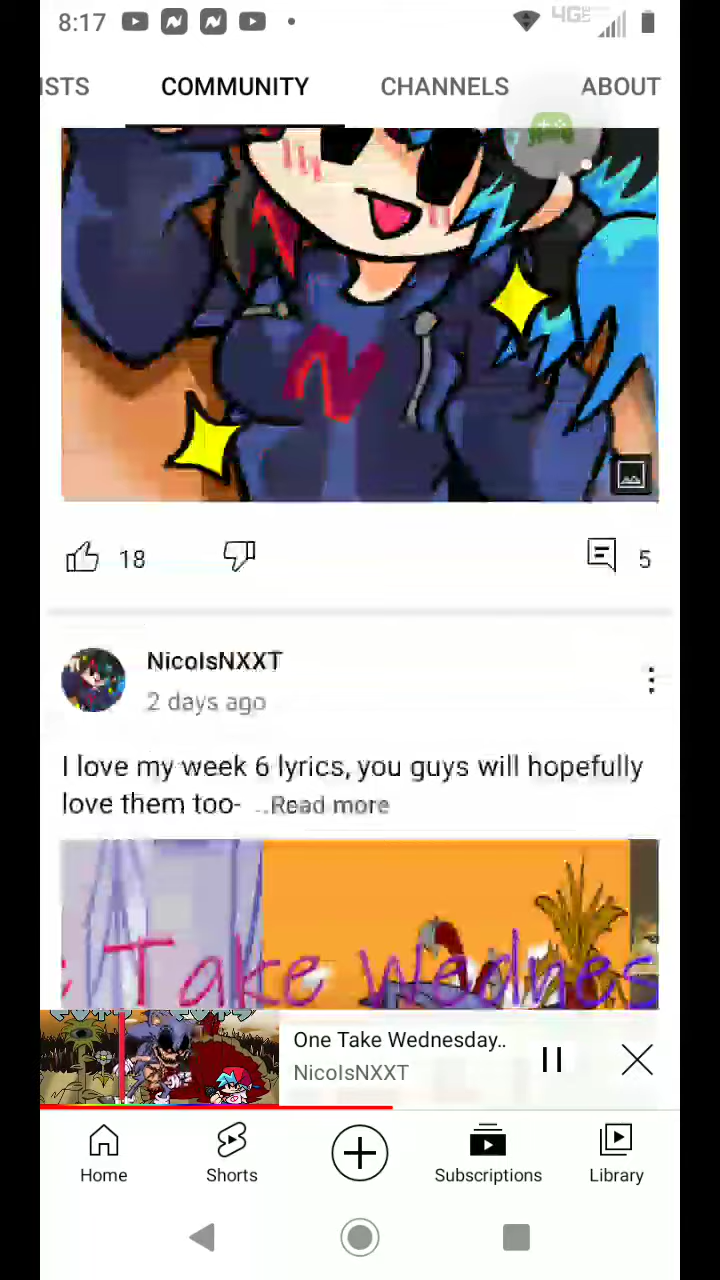 8:17
4G
ISTS COMMUNITY CHANNELS ABOUT
N
18 5
NicoIsNXXT
2 days ago
I love my week 6 lyrics, you guys will hopefully
love them too- ...Read more
Take Wednes
One Take Wednesday..
NicoIsNXXT
Home Shorts Subscriptions Library